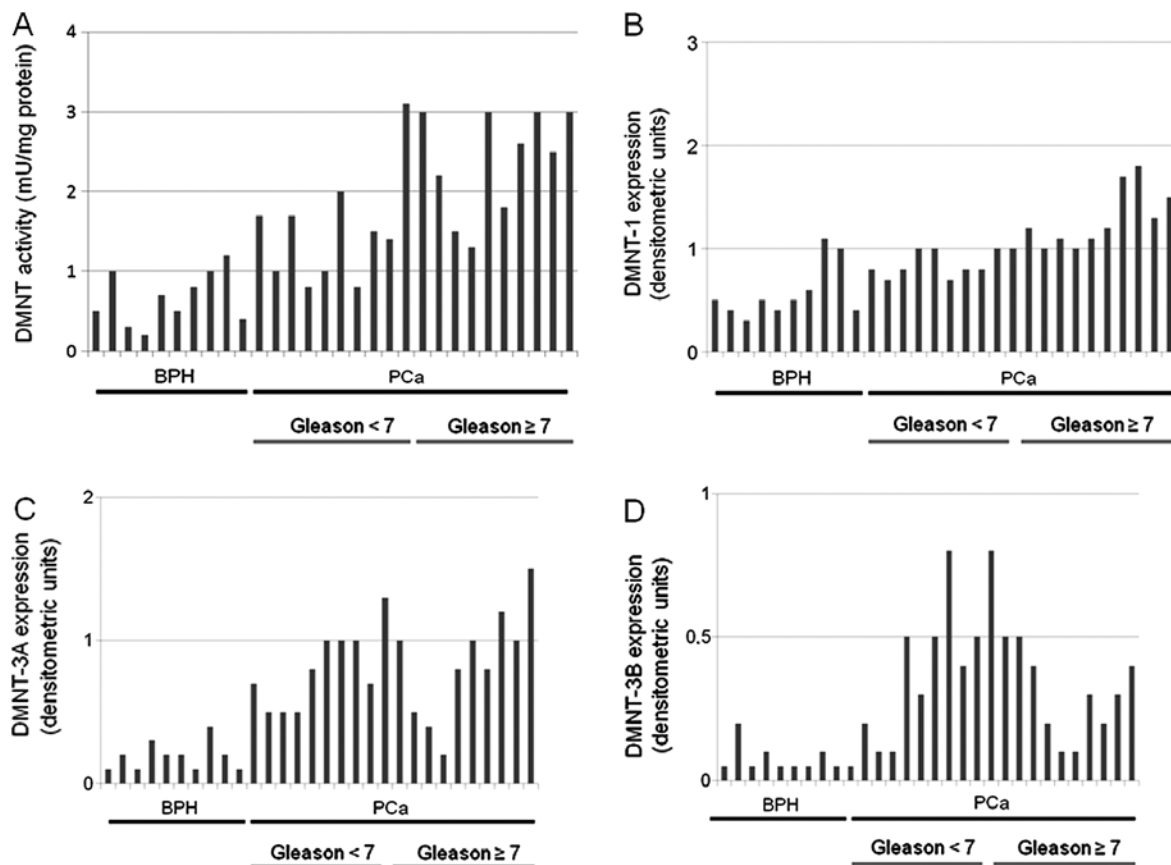 A
DMNT activity (mU/mg protein)
4
3
2
1
0
BPH
PCa
Gleason < 7
Gleason ≥ 7
B
DMNT-1 expression
(densitometric units)
3
2
1
0
BPH
PCa
Gleason < 7
Gleason ≥ 7
C
DMNT-3A expression
(densitometric units)
2
1
0
BPH
PCa
Gleason < 7
Gleason ≥ 7
D
DMNT-3B expression
(densitometric units)
1
0.5
0
BPH
PCa
Gleason < 7
Gleason ≥ 7